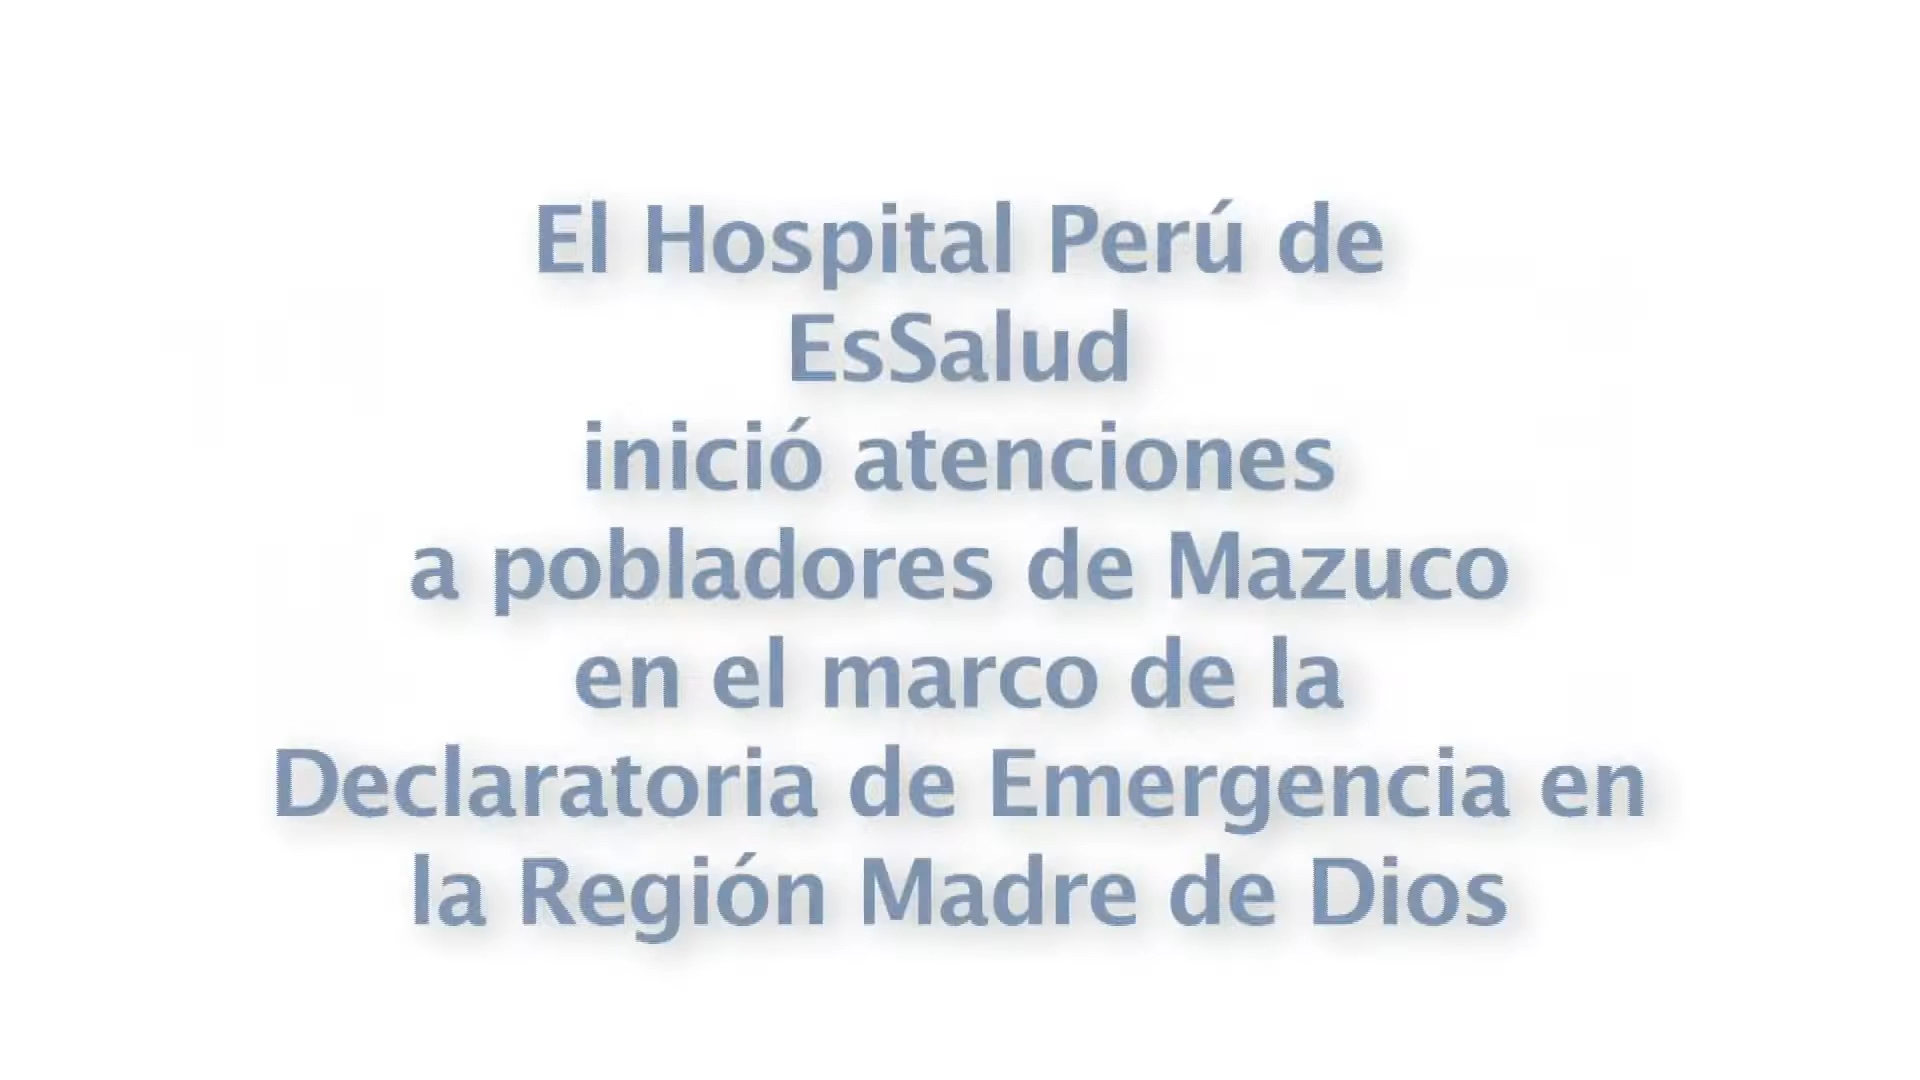 El Hospital Perú de
EsSalud
inició atenciones
a pobladores de Mazuco
en el marco de la
Declaratoria de Emergencia en
la Región Madre de Dios